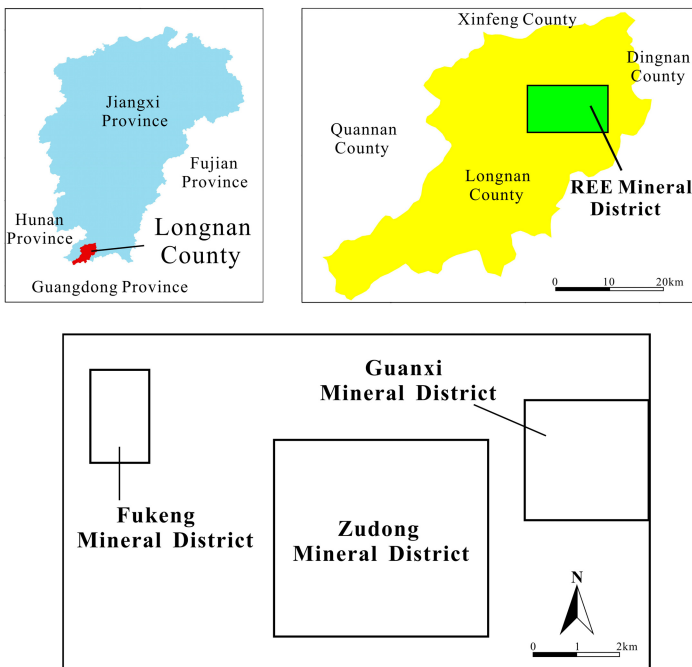 Jiangxi
Province
Fujian
Province
Hunan
Province
Longnan
County
Guangdong Province
Xinfeng County
Dingnan
County
Quannan
County
Longnan
County
REE Mineral
District
0 10 20km
Guanxi
Mineral District
Fukeng
Mineral District
Zudong
Mineral District
N
0 1 2km